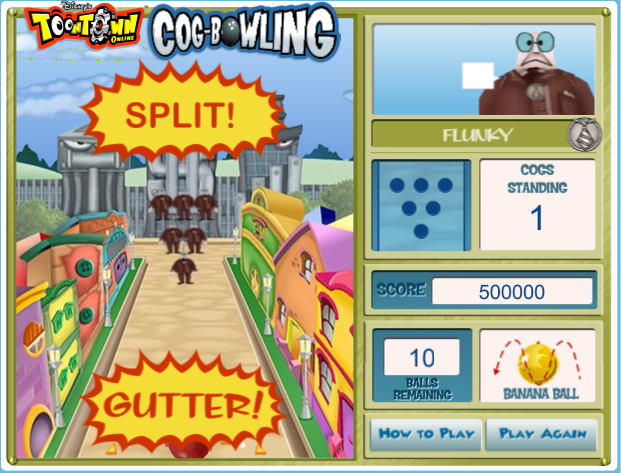 Disney's
TOONTOWN
ONLINE
COG-BOWLING
SPLIT!
GUTTER!
FLUNKY
COGS
STANDING
1
SCORE
500000
10
BALLS
REMAINING
BANANA BALL
HOW TO PLAY
PLAY AGAIN